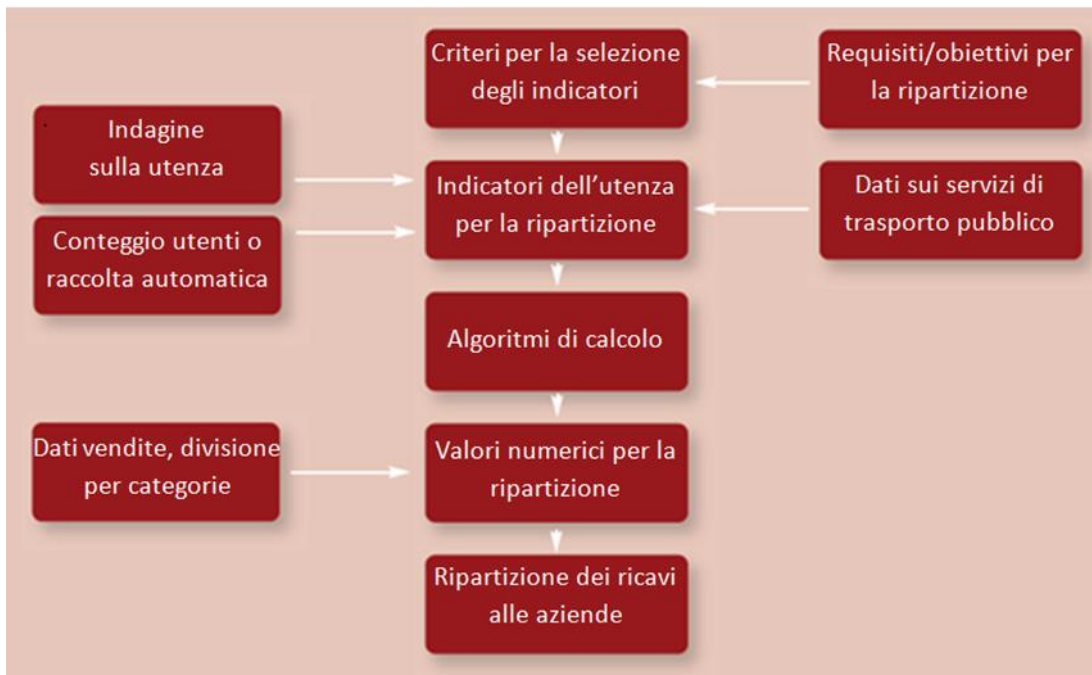 Criteri per la selezione
degli indicatori
Requisiti/obiettivi per
la ripartizione
Indagine
sulla utenza
Indicatori dell'utenza
per la ripartizione
Dati sui servizi di
trasporto pubblico
Conteggio utenti o
raccolta automatica
Algoritmi di calcolo
Dati vendite, divisione
per categorie
Valori numerici per la
ripartizione
Ripartizione dei ricavi
alle aziende